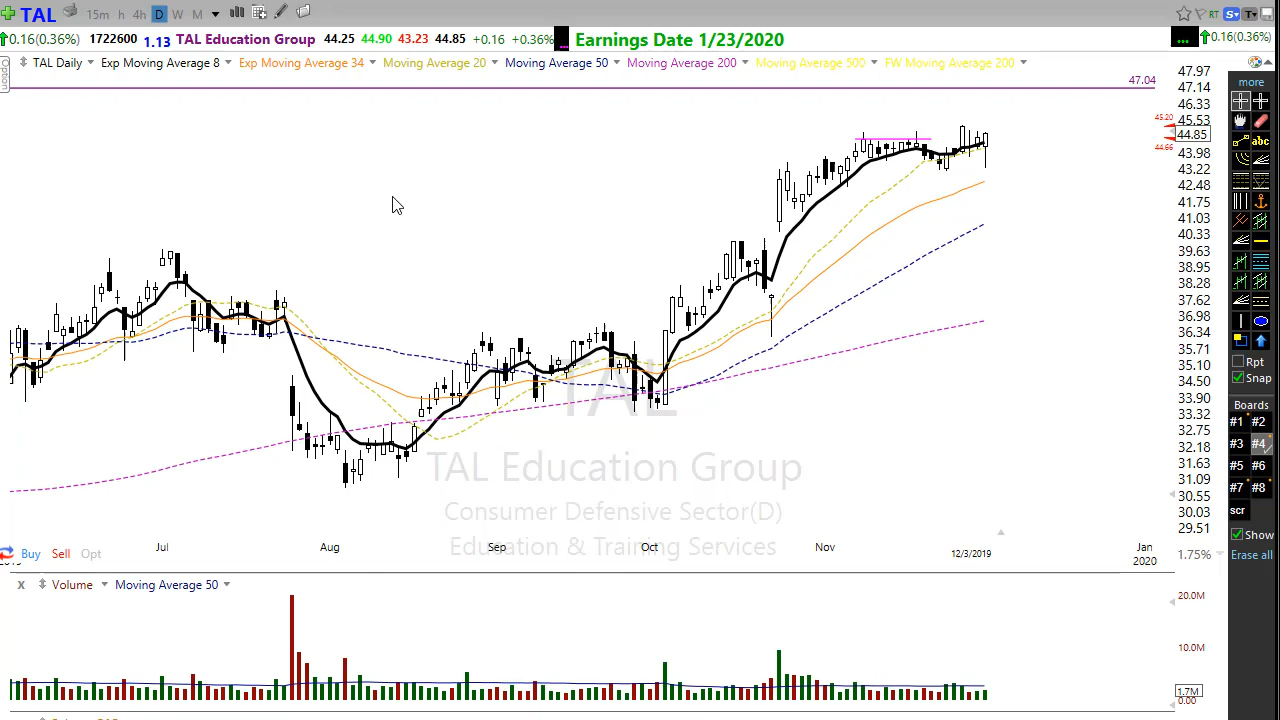 TAL 15m h 4h D W M RT S T
0.16(0.36%) 1722600 1.13 TAL Education Group 44.25 44.90 43.23 44.85 +0.16 +0.36% ... Earnings Date 1/23/2020 ... 0.16(0.36%)
Option
TAL Daily Exp Moving Average 8 Exp Moving Average 34 Moving Average 20 Moving Average 50 Moving Average 200 Moving Average 500 FW Moving Average 200
47.04
45.20
44.66
47.97
47.14
46.33
45.53
44.85
43.98
43.22
42.48
41.75
41.03
40.33
39.63
38.95
38.28
37.62
36.98
36.34
35.71
35.10
34.50
33.90
33.32
32.75
32.18
31.63
31.09
30.55
30.03
29.51
1.75%
TAL
TAL Education Group
Consumer Defensive Sector(D)
Education & Training Services
Buy Sell Opt
Jul Aug Sep Oct Nov 12/3/2019 Jan
2020
x Volume Moving Average 50
20.0M
10.0M
1.7M
0.00
more
abc
Rpt
Snap
Boards
#1 #2
#3 #4
#5 #6
#7 #8
scr
Show
Erase all